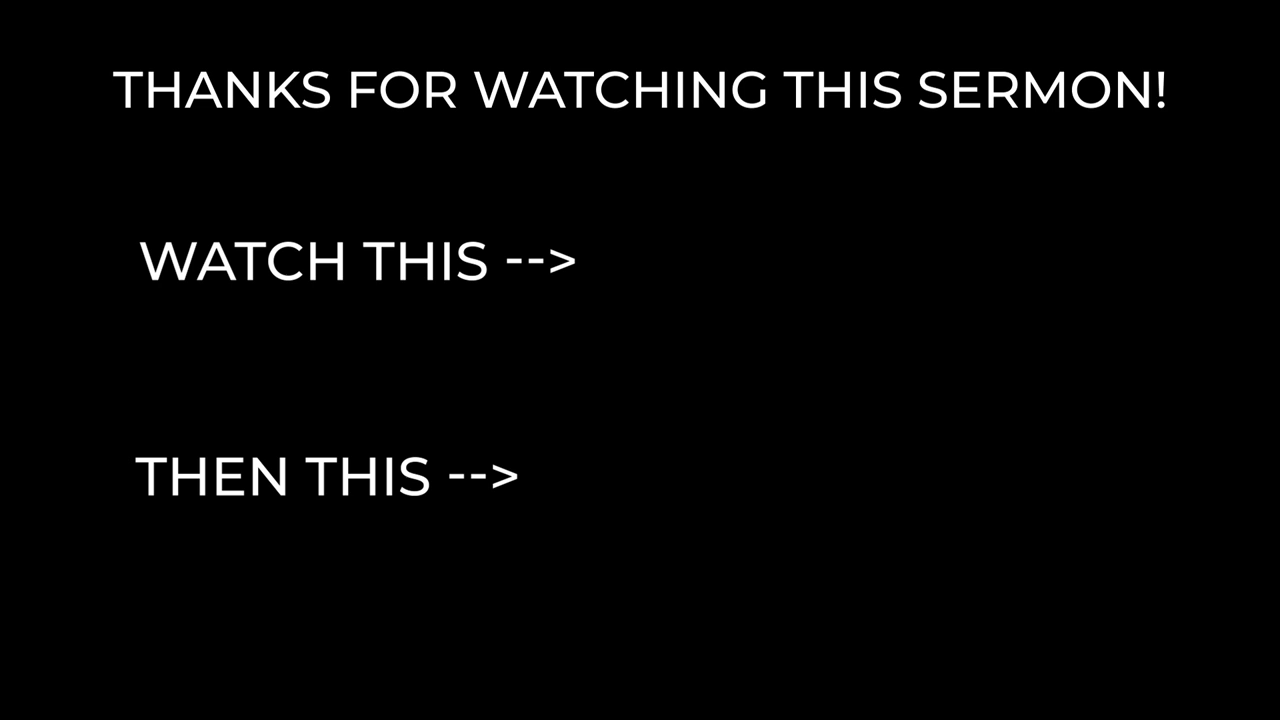 THANKS FOR WATCHING THIS SERMON!
WATCH THIS -->
THEN THIS -->